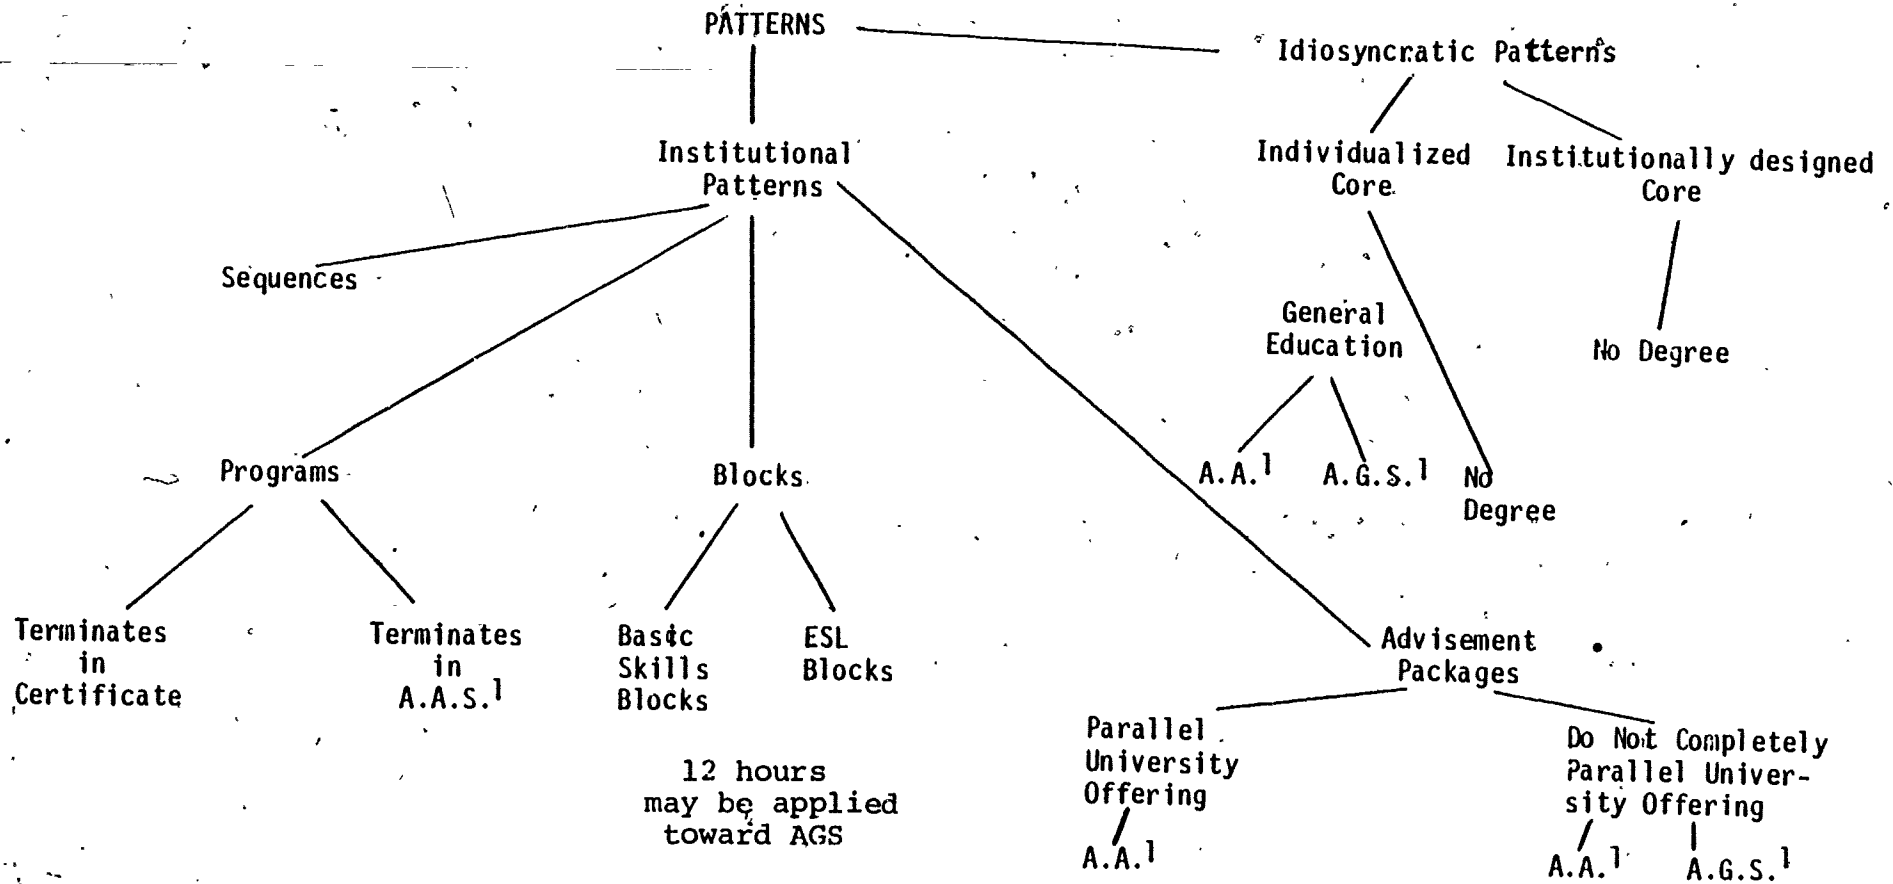 PATTERNS
Idiosyncratic Patterns
Institutional
Patterns
Individualized
Core
Institutionally designed
Core
Sequences
General
Education
No Degree
Programs
Blocks
A.A.1
A.G.S.1
No
Degree
Terminates
in
Certificate
Terminates
in
A.A.S.1
Basic
Skills
Blocks
ESL
Blocks
12 hours
may be applied
toward AGS
Advisement
Packages
Parallel
University
Offering
A.A.1
Do Not Completely
Parallel Univer-
sity Offering
A.A.1
A.G.S.1